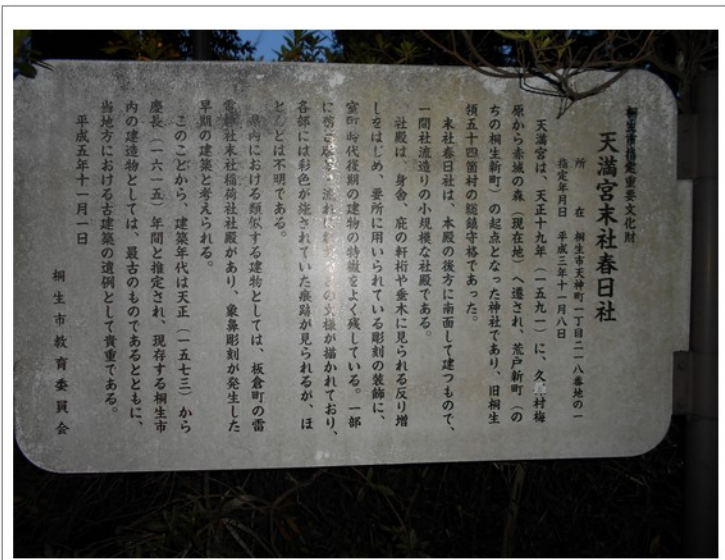 桐生市指定重要文化財
天満宮末社春日社
所 在 桐生市天神町一丁目二一八番地の一
指定年月日 平成三年十一月八日
天満宮は、天正十九年(一五九一)に、久方村梅
原から赤城の森(現在地)へ遷され、荒戸新町(の
ちの桐生新町)の起点となった神社であり、旧桐生
領五十四箇村の総鎮守格であった。
末社春日社は、本殿の後方に南面して建つもので、
一間社流造りの小規模な社殿である。
社殿は、身舎、庇の軒桁や垂木に見られる反り増
しをはじめ、要所に用いられている彫刻の装飾に、
室町時代後期の建物の特徴をよく残している。一部
に の文様が描かれており、
各部には彩色が施されていた痕跡が見られるが、ほ
とんどは不明である。
県内における類似する建物としては、板倉町の雷
電神社末社稲荷社社殿があり、象鼻彫刻が発生した
早期の建築と考えられる。
このことから、建築年代は天正(一五七三)から
慶長(一六一五)年間と推定され、現存する桐生市
内の建造物としては、最古のものであるとともに、
当地方における古建築の遺例として貴重である。
平成五年十一月一日
桐生市教育委員会